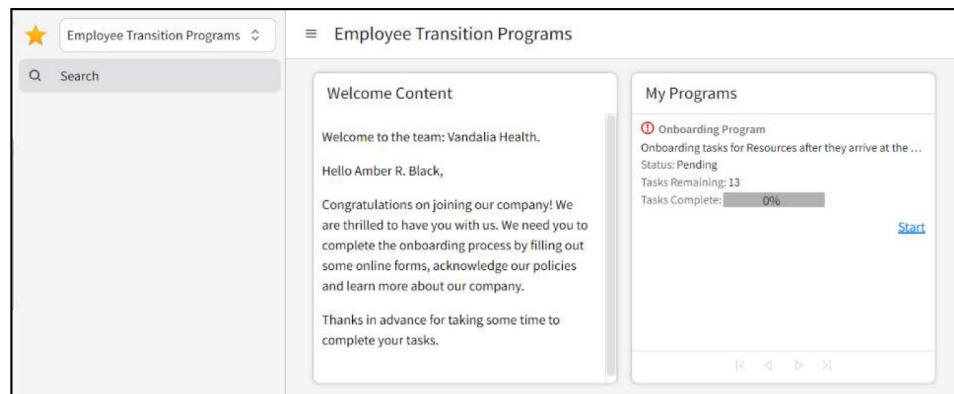 Employee Transition Programs
Search
Employee Transition Programs
Welcome Content
Welcome to the team: Vandalia Health.
Hello Amber R. Black,
Congratulations on joining our company! We
are thrilled to have you with us. We need you to
complete the onboarding process by filling out
some online forms, acknowledge our policies
and learn more about our company.
Thanks in advance for taking some time to
complete your tasks.
My Programs
Onboarding Program
Onboarding tasks for Resources after they arrive at the ...
Status: Pending
Tasks Remaining: 13
Tasks Complete: 0%
Start